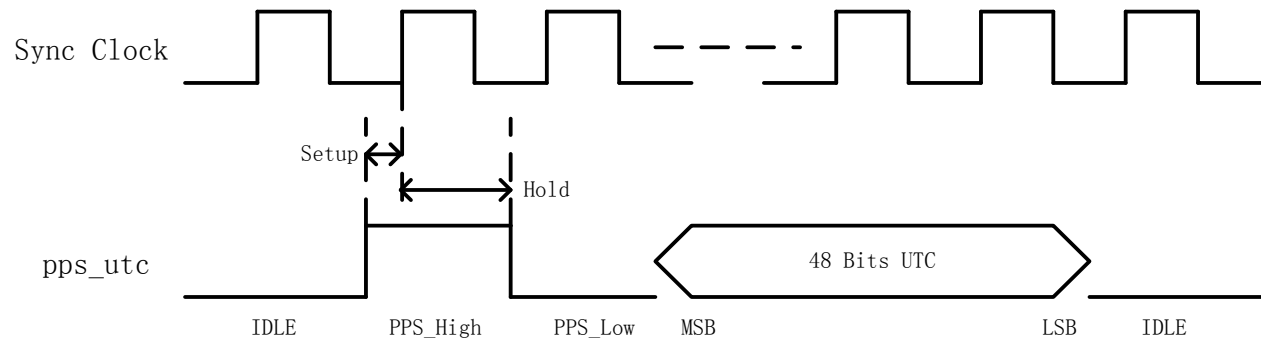 Sync Clock
Setup
Hold
pps_utc
48 Bits UTC
IDLE PPS_High PPS_Low MSB LSB IDLE